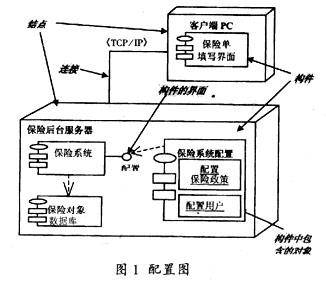 结点
客户端 PC
〈TCP/IP〉
保险单
填写界面
连接
构件的界面
构件
保险后台服务器
保险系统
配置
保险系统配置
配置
保险政策
保险对象
数据库
配置用户
构件中包
含的对象
图 1 配置图